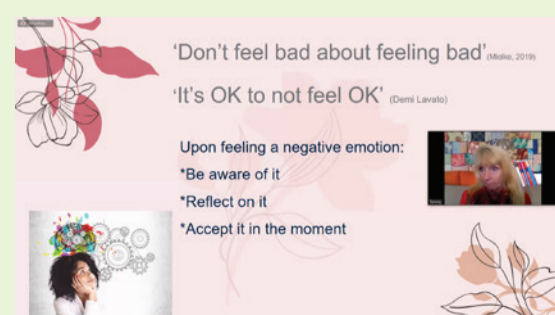 ‘Don’t feel bad about feeling bad’ (Mielke, 2019)
‘It’s OK to not feel OK’ (Demi Lavato)
Upon feeling a negative emotion:
*Be aware of it
*Reflect on it
*Accept it in the moment